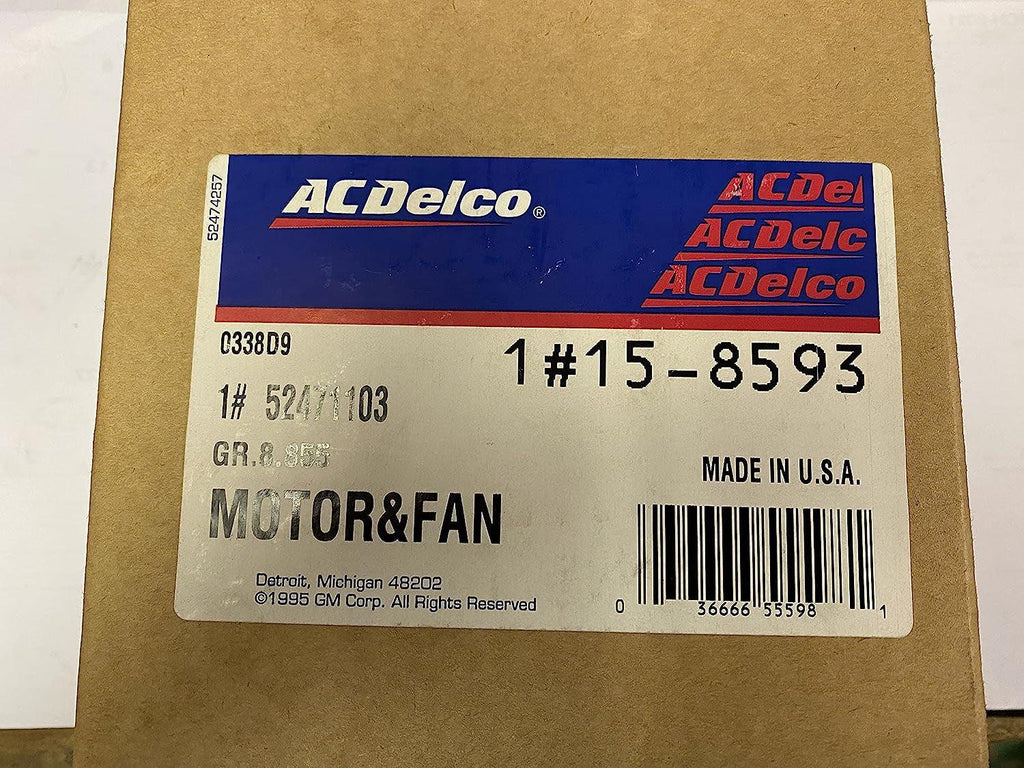 52474257
ACDelco®
ACDel
ACDelc
ACDelco
0338D9
1#15-8593
1# 52471103
GR.8.855
MADE IN U.S.A.
MOTOR&FAN
Detroit, Michigan 48202
©1995 GM Corp. All Rights Reserved
0 36666 55598 1